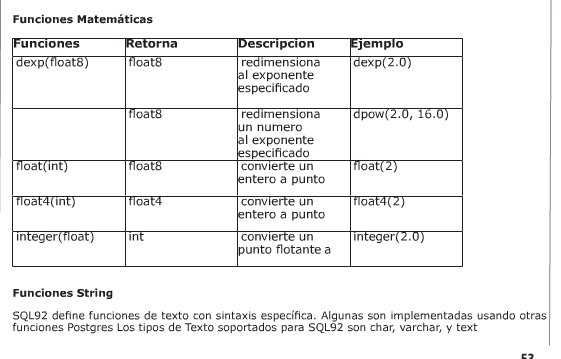 Funciones Matemáticas
Funciones Retorna Descripcion Ejemplo
dexp(float8) float8 redimensiona dexp(2.0)
al exponente
especificado
float8 redimensiona dpow(2.0, 16.0)
un numero
al exponente
especificado
float(int) float8 convierte un float(2)
entero a punto
float4(int) float4 convierte un float4(2)
entero a punto
integer(float) int convierte un integer(2.0)
punto flotante a
Funciones String
SQL92 define funciones de texto con sintaxis específica. Algunas son implementadas usando otras
funciones Postgres Los tipos de Texto soportados para SQL92 son char, varchar, y text
53